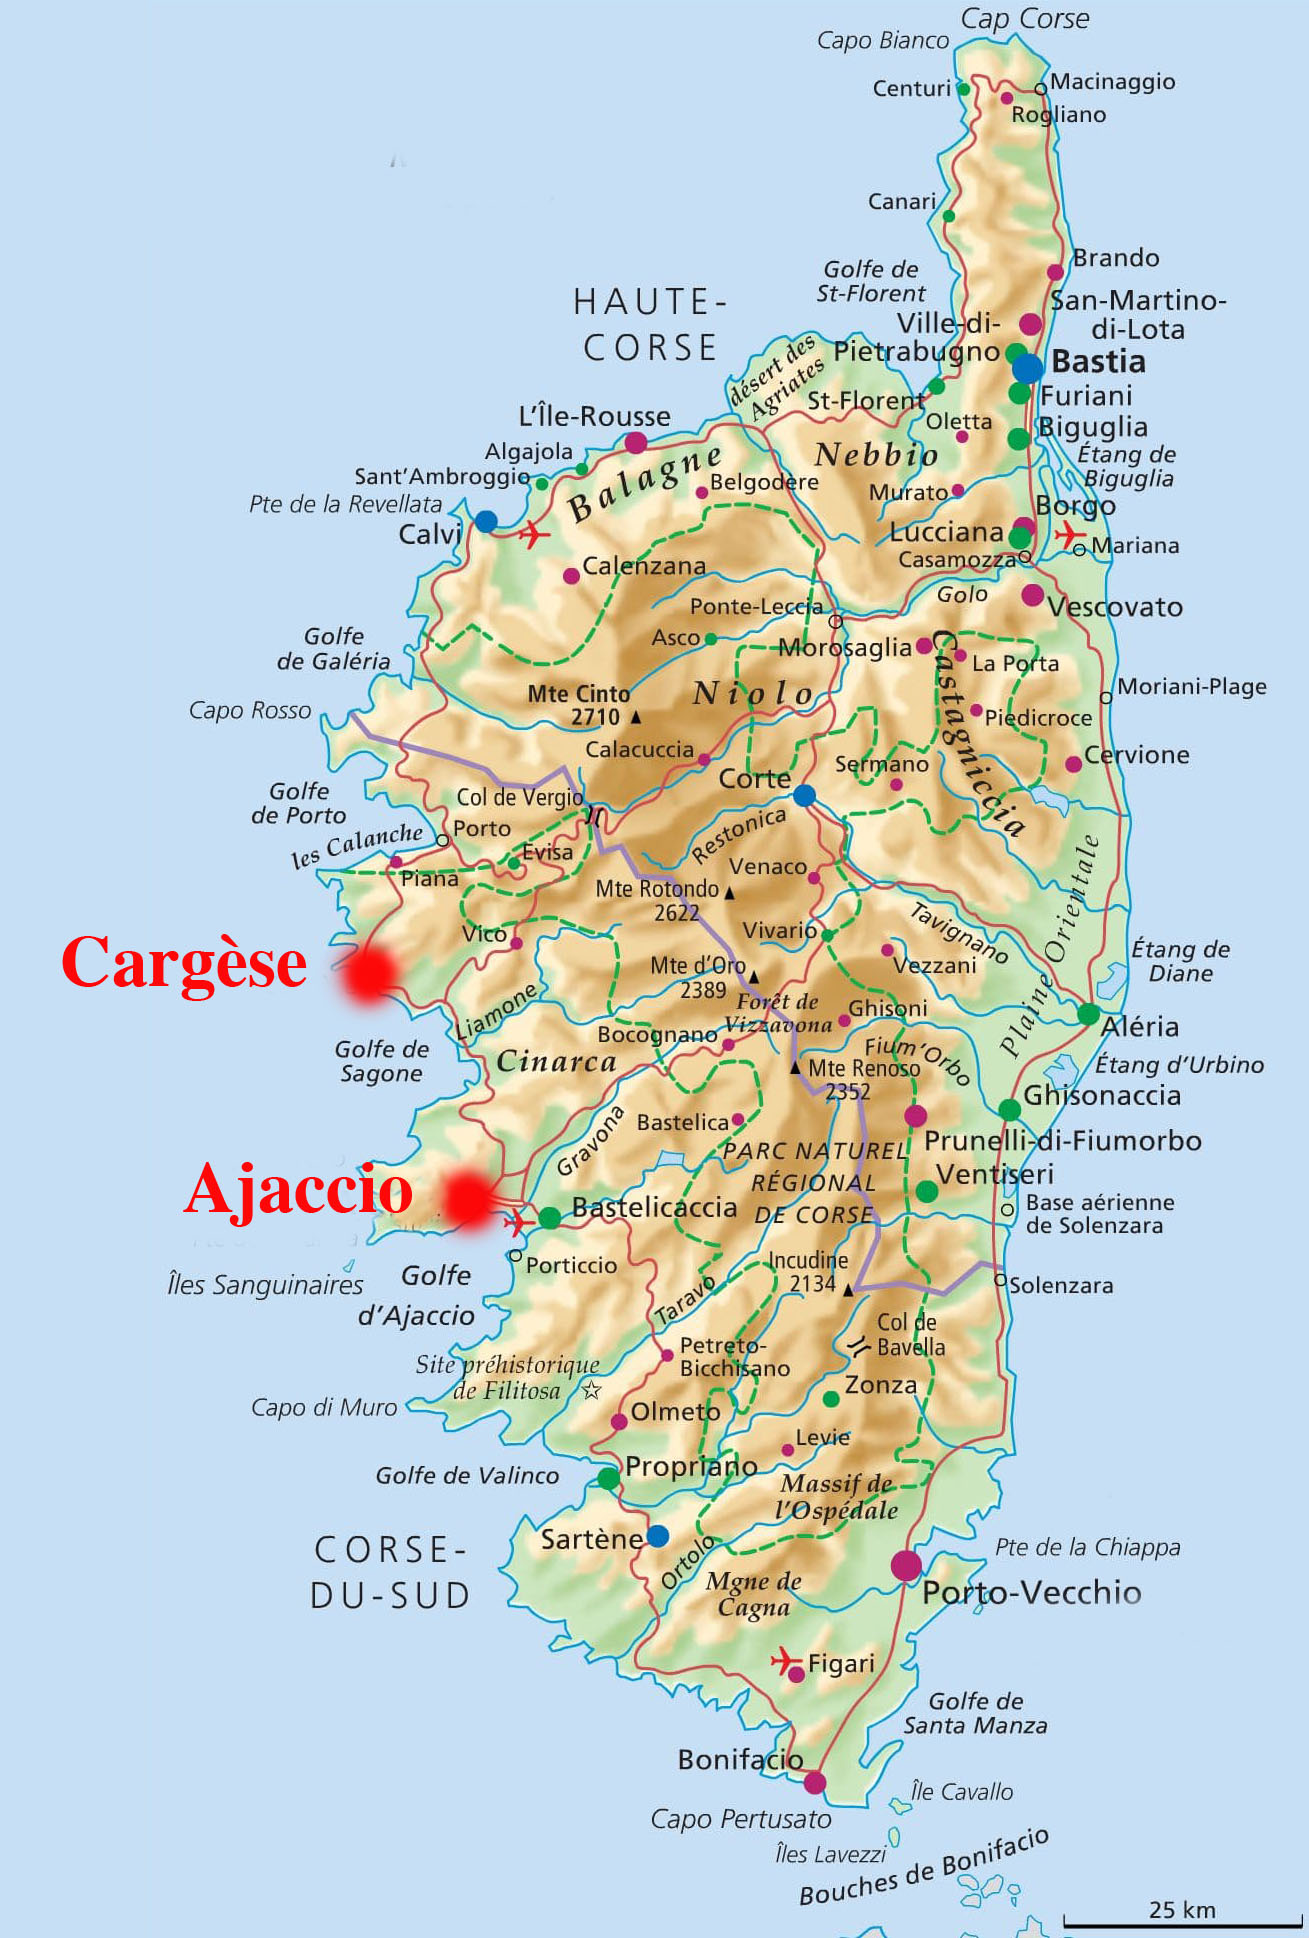 Cap Corse
Capo Bianco
Centuri
Macinaggio
Rogliano
Canari
Brando
Golfe de
St-Florent
HAUTE-
CORSE
San-Martino-
di-Lota
Ville-di-
Pietrabugno
Bastia
désert des
Agriates
St-Florent
Furiani
L'Île-Rousse
Oletta
Biguglia
Algajola
Balagne
Nebbio
Étang de
Biguglia
Sant'Ambroggio
Belgodère
Murato
Pte de la Revellata
Borgo
Calvi
Lucciana
Mariana
Casamozza
Calenzana
Golo
Ponte-Leccia
Vescovato
Asco
Morosaglia
Castagniccia
La Porta
Golfe
de Galéria
Mte Cinto
2710
Niolo
Moriani-Plage
Capo Rosso
Piedicroce
Calacuccia
Cervione
Corte
Sermano
Golfe
de Porto
Col de Vergio
Restonica
les Calanche
Porto
Evisa
Piana
Venaco
Plaine Orientale
Mte Rotondo
2622
Tavignano
Vico
Vivario
Cargèse
Vezzani
Étang de
Diane
Mte d'Oro
2389
Forêt de
Vizzavona
Liamone
Ghisoni
Aléria
Bocognano
Golfe de
Sagone
Cinarca
Fium'Orbo
Mte Renoso
2352
Étang d'Urbino
Ghisonaccia
Gravona
Bastelica
Prunelli-di-Fiumorbo
PARC NATUREL
RÉGIONAL
DE CORSE
Ventiseri
Ajaccio
Bastelicaccia
Base aérienne
de Solenzara
Porticcio
Îles Sanguinaires
Golfe
d'Ajaccio
Incudine
2134
Solenzara
Taravo
Col de
Bavella
Petreto-
Bicchisano
Site préhistorique
de Filitosa
Zonza
Capo di Muro
Olmeto
Levie
Golfe de Valinco
Propriano
Massif de
l'Ospédale
CORSE-
DU-SUD
Sartène
Ortolo
Pte de la Chiappa
Mgne de
Cagna
Porto-Vecchio
Figari
Golfe de
Santa Manza
Bonifacio
Île Cavallo
Capo Pertusato
Îles Lavezzi
Bouches de Bonifacio
25 km